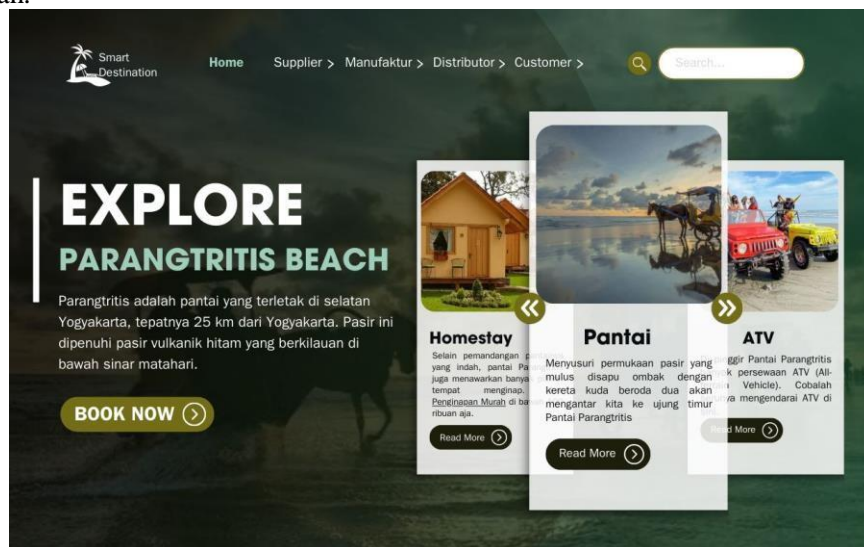 an.
Smart
Destination
Home
Supplier >
Manufaktur >
Distributor >
Customer >
Search...
EXPLORE
PARANGTRITIS BEACH
Parangtritis adalah pantai yang terletak di selatan
Yogyakarta, tepatnya 25 km dari Yogyakarta. Pasir ini
dipenuhi pasir vulkanik hitam yang berkilauan di
bawah sinar matahari.
BOOK NOW
Homestay
Selain pemandangan
yang indah, pantai
juga menawarkan banyak
tempat menginap.
Penginapan Murah di
ribuan aja.
Read More
Pantai
Menyusuri permukaan pasir yang
mulus disapu ombak dengan
kereta kuda beroda dua akan
mengantar kita ke ujung timur
Pantai Parangtritis
Read More
ATV
Pantai Parangtritis
persewaan ATV (All-
Vehicle). Cobalah
mengendarai ATV di
More